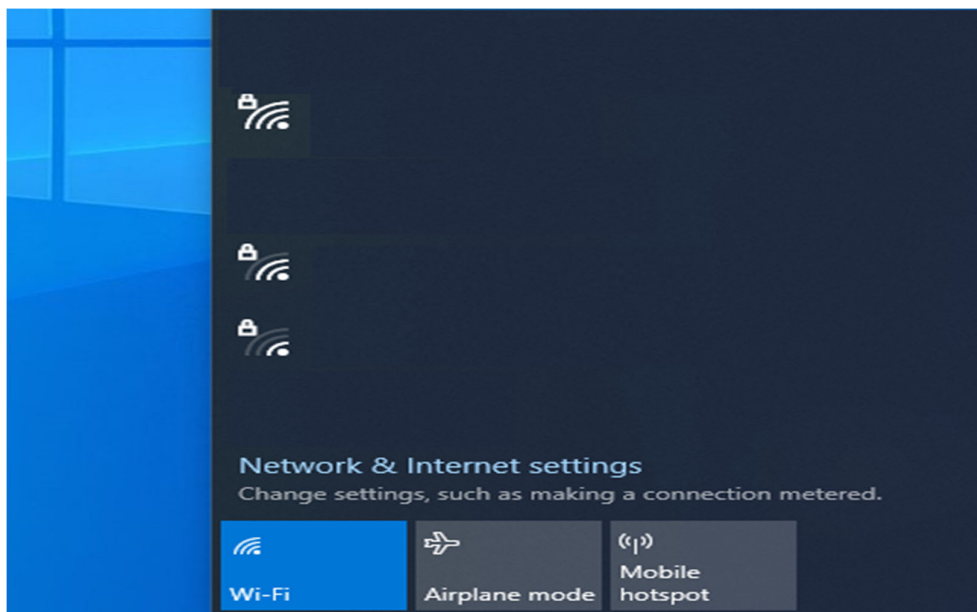 Network & Internet settings
Change settings, such as making a connection metered.
Wi-Fi
Airplane mode
Mobile
hotspot